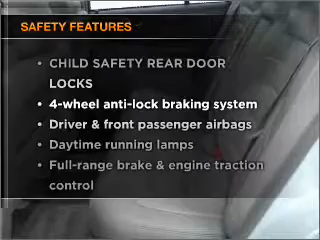 SAFETY FEATURES
• CHILD SAFETY REAR DOOR
LOCKS
• 4-wheel anti-lock braking system
• Driver & front passenger airbags
• Daytime running lamps
• Full-range brake & engine traction
control